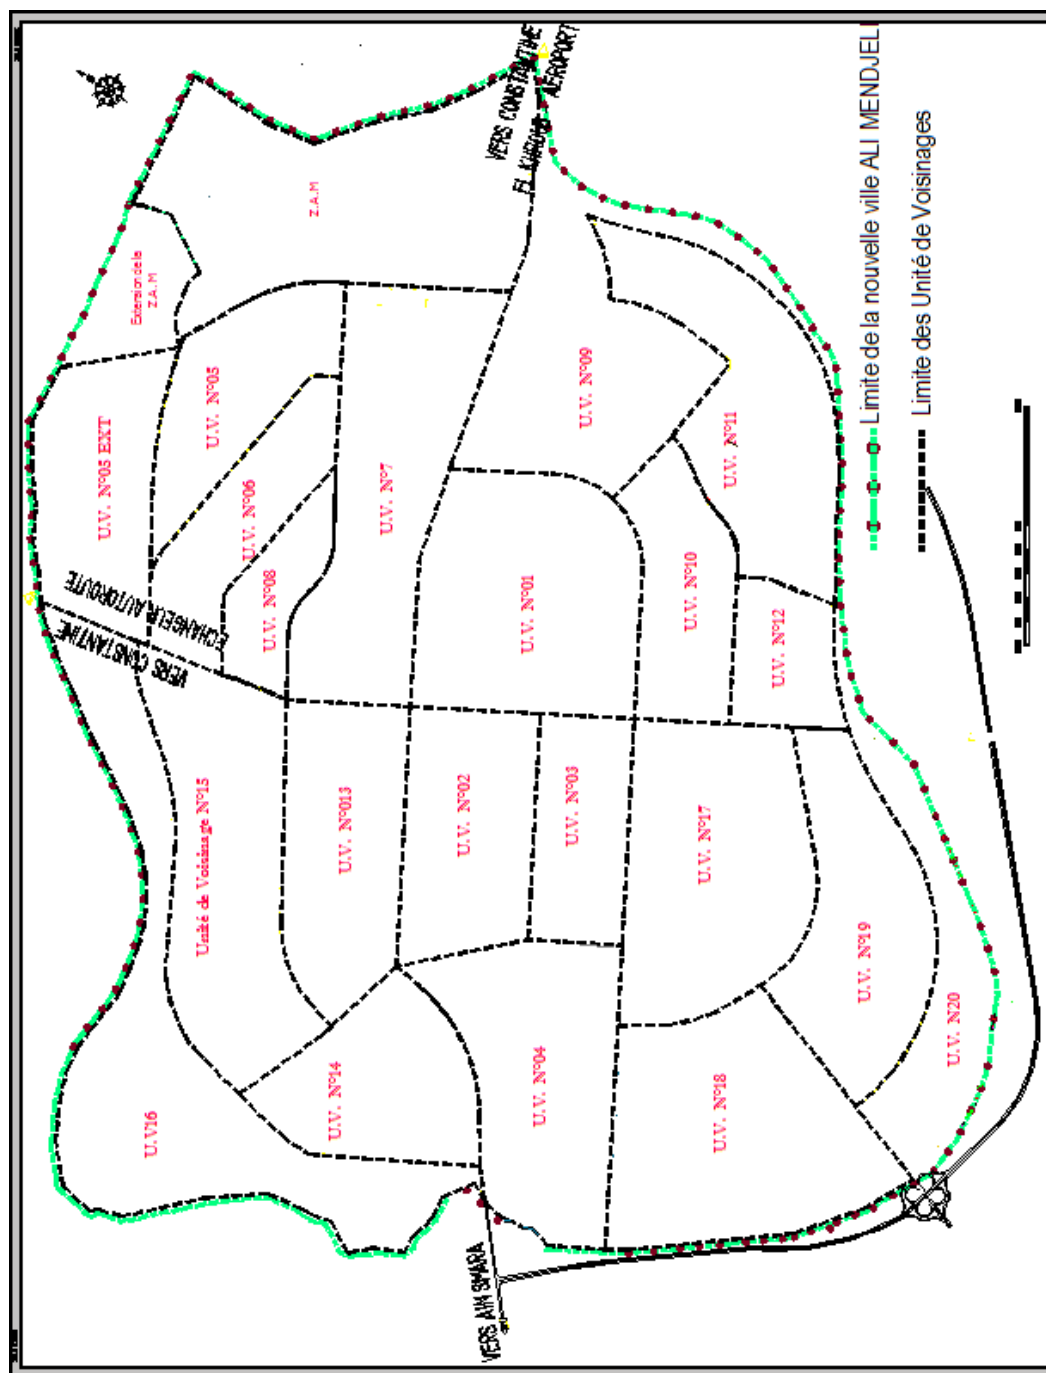 VERS CONSTANTINE
EL KHROUB AEROPORT
Z.A.M
Extension de la
Z.A.M
U.V. N°05
U.V. N°05 EXT
U.V. N°06
U.V. N°08
U.V. N°7
U.V. N°09
U.V. N°11
U.V. N°10
U.V. N°12
U.V. N°01
ECHANGEUR AUTOROUTE
VERS CONSTANTINE
Unité de Voisinage N°15
U.V. N°013
U.V. N°02
U.V. N°03
U.V. N°17
U.V. N°19
U.V. N20
U.V16
U.V. N°14
U.V. N°04
U.V. N°18
VERS AIN SMARA
Limite de la nouvelle ville ALI MENDJELI
Limite des Unité de Voisinages